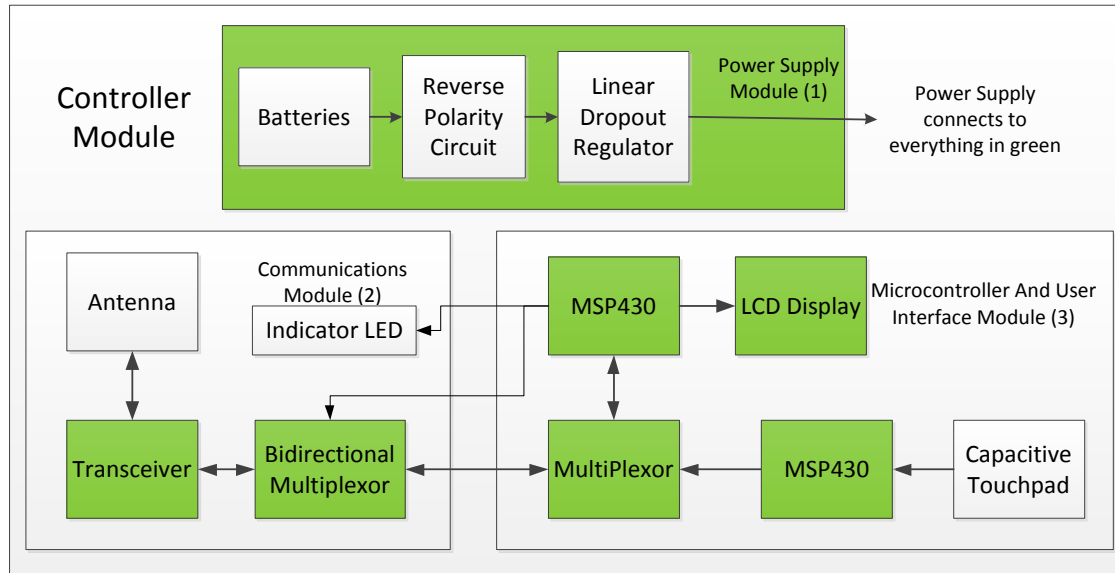 Controller
Module
Batteries
Reverse
Polarity
Circuit
Linear
Dropout
Regulator
Power Supply
Module (1)
Power Supply
connects to
everything in green
Antenna
Communications
Module (2)
Indicator LED
MSP430
LCD Display
Microcontroller And User
Interface Module (3)
Transceiver
Bidirectional
Multiplexor
MultiPlexor
MSP430
Capacitive
Touchpad